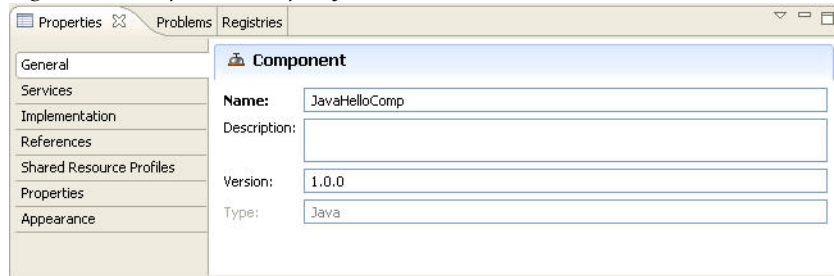 Properties Problems Registries
General
Services
Implementation
References
Shared Resource Profiles
Properties
Appearance
Component
Name: JavaHelloComp
Description:
Version: 1.0.0
Type: Java